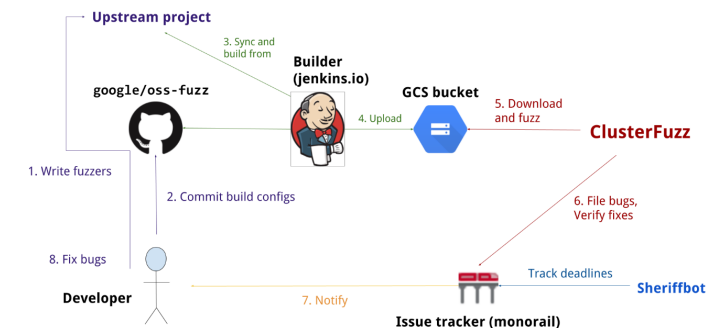 Upstream project
3. Sync and
build from
Builder
(jenkins.io)
google/oss-fuzz
GCS bucket
4. Upload
5. Download
and fuzz
ClusterFuzz
1. Write fuzzers
2. Commit build configs
6. File bugs,
Verify fixes
8. Fix bugs
Developer
7. Notify
Track deadlines
Sheriffbot
Issue tracker (monorail)